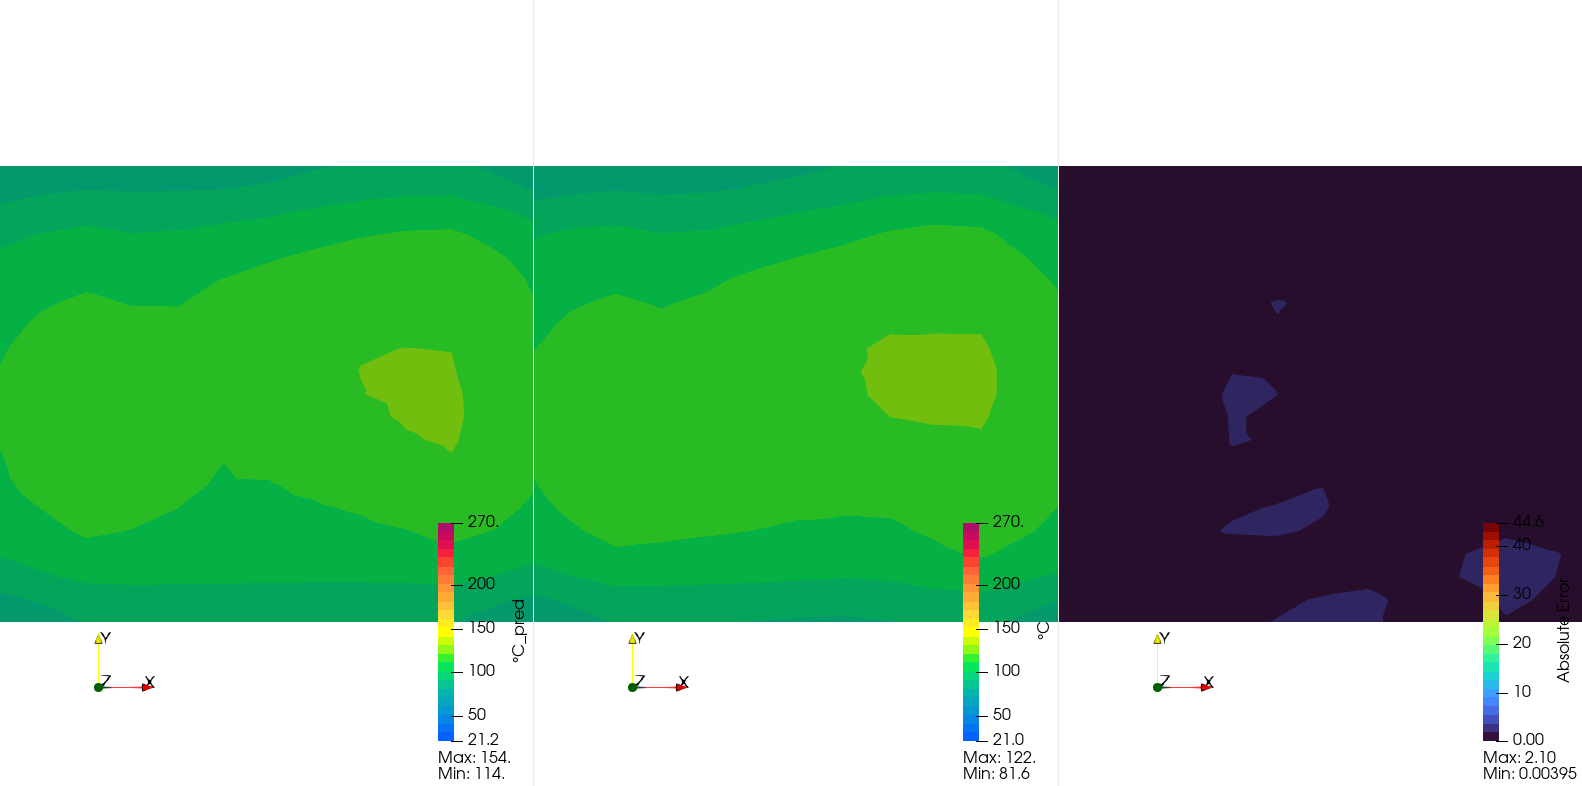 270.
200
150
100
50
21.2
°C_pred
Max: 154.
Min: 114.
Y
Z
X
270.
200
150
100
50
21.0
°C
Max: 122.
Min: 81.6
Y
Z
X
44.6
40
30
20
10
0.00
Absolute Error
Max: 2.10
Min: 0.00395
Y
Z
X